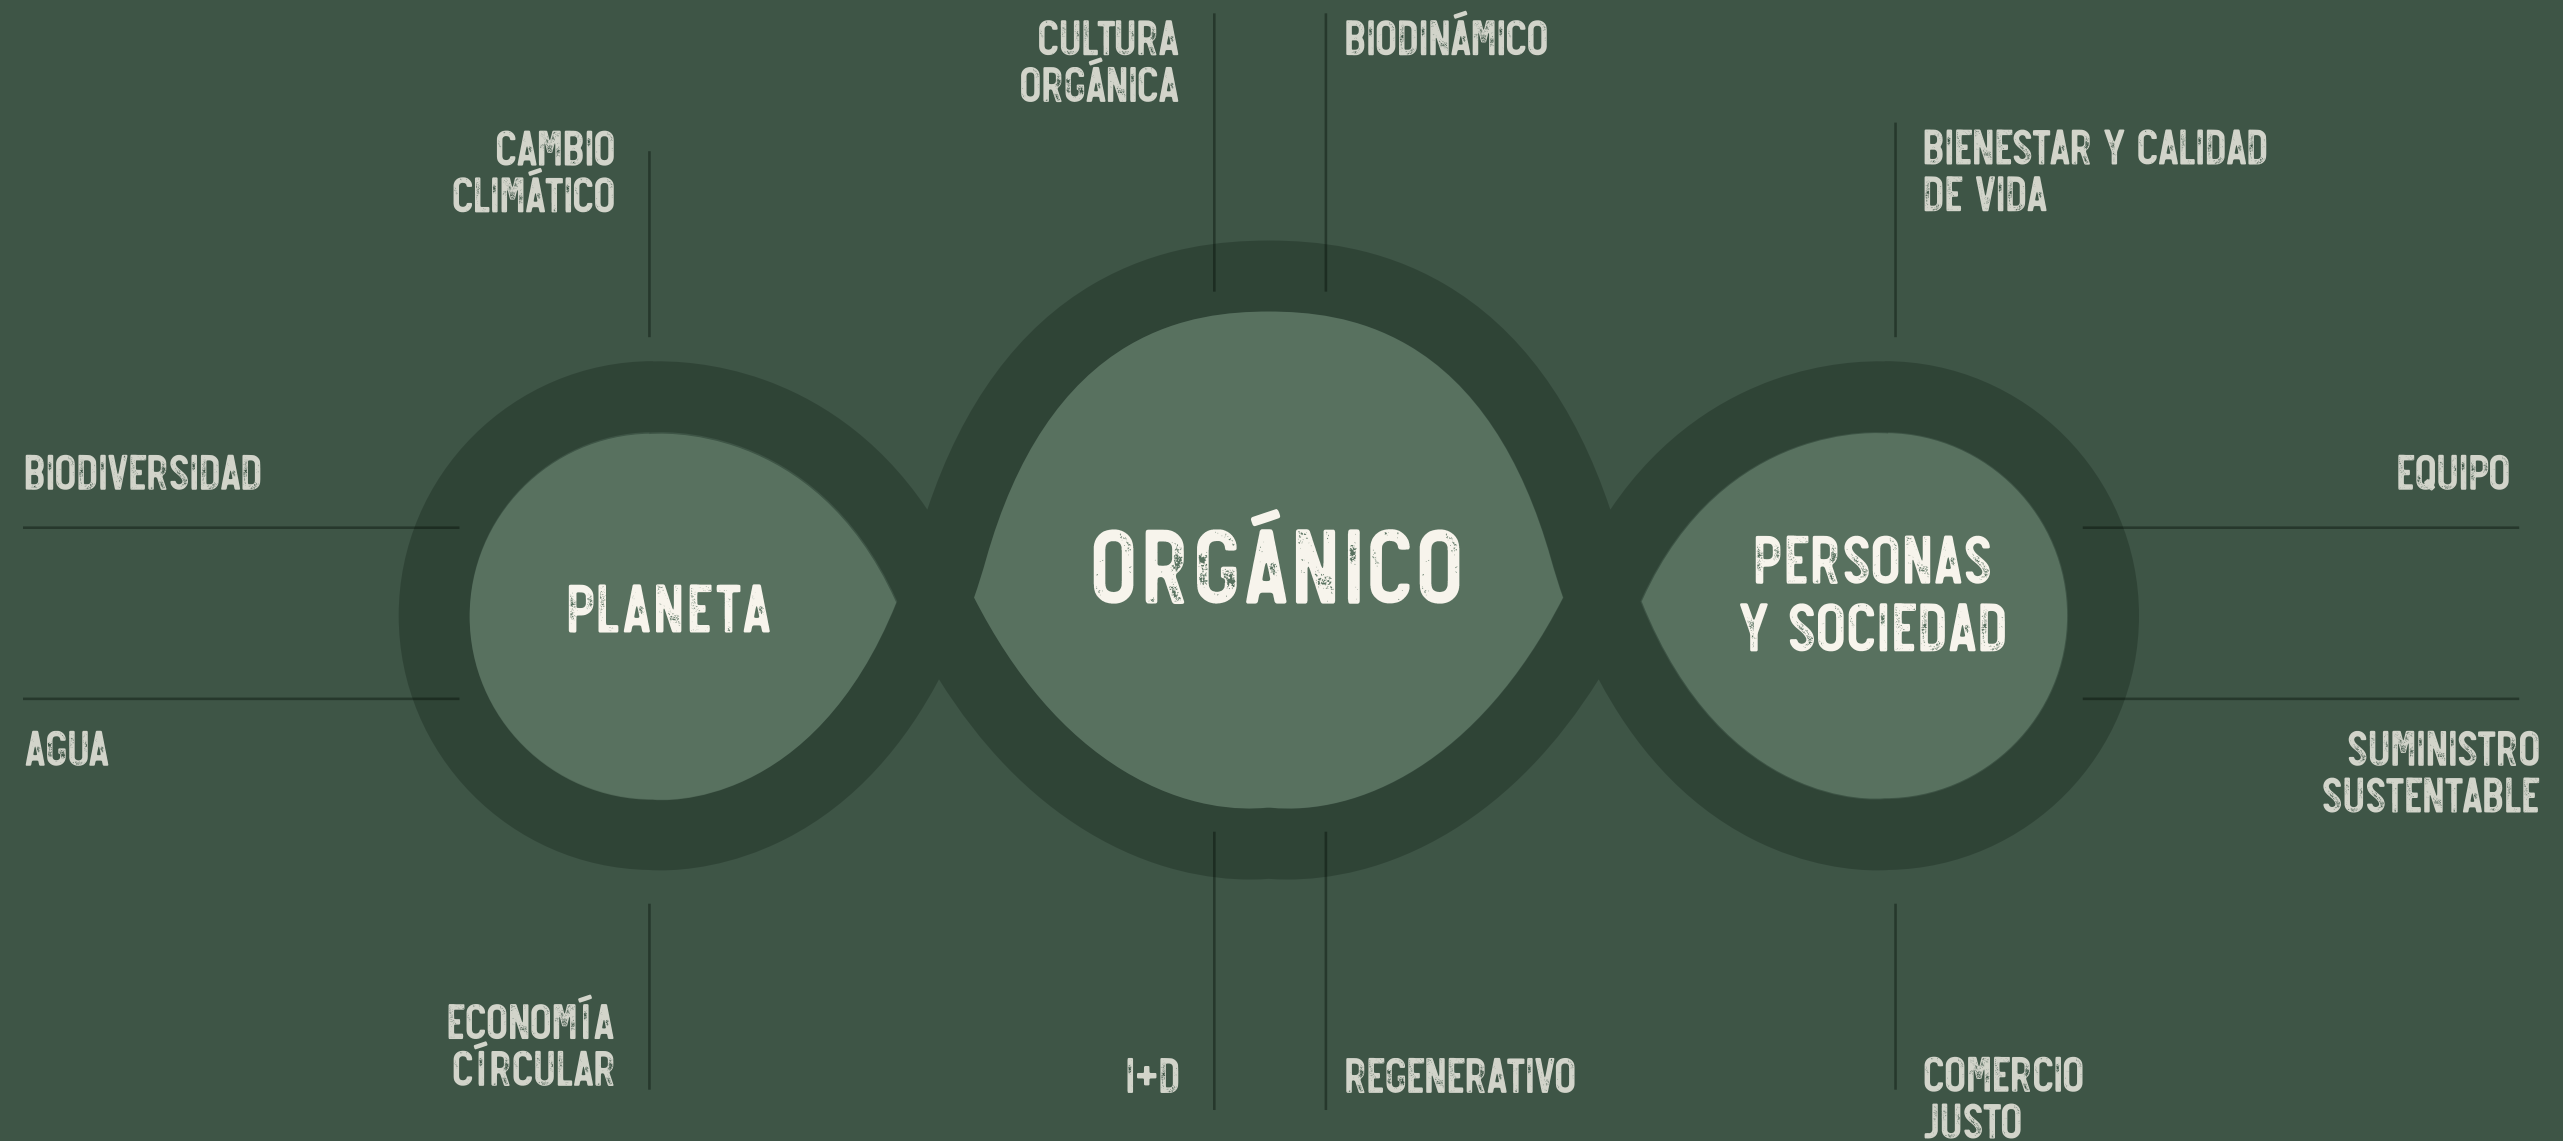 CULTURA
ORGÁNICA
BIODINÁMICO
CAMBIO
CLIMÁTICO
BIENESTAR Y CALIDAD
DE VIDA
BIODIVERSIDAD
EQUIPO
PLANETA
ORGÁNICO
PERSONAS
Y SOCIEDAD
AGUA
SUMINISTRO
SUSTENTABLE
ECONOMÍA
CÍRCULAR
I+D
REGENERATIVO
COMERCIO
JUSTO